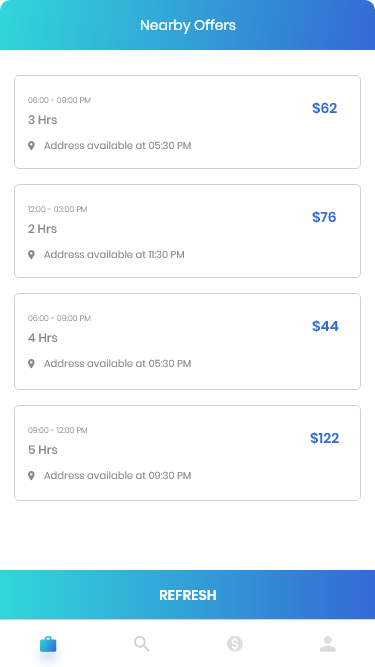 Nearby Offers
06:00 - 09:00 PM
$62
3 Hrs
Address available at 05:30 PM
12:00 - 03:00 PM
$76
2 Hrs
Address available at 11:30 PM
06:00 - 09:00 PM
$44
4 Hrs
Address available at 05:30 PM
09:00 - 12:00 PM
$122
5 Hrs
Address available at 09:30 PM
REFRESH